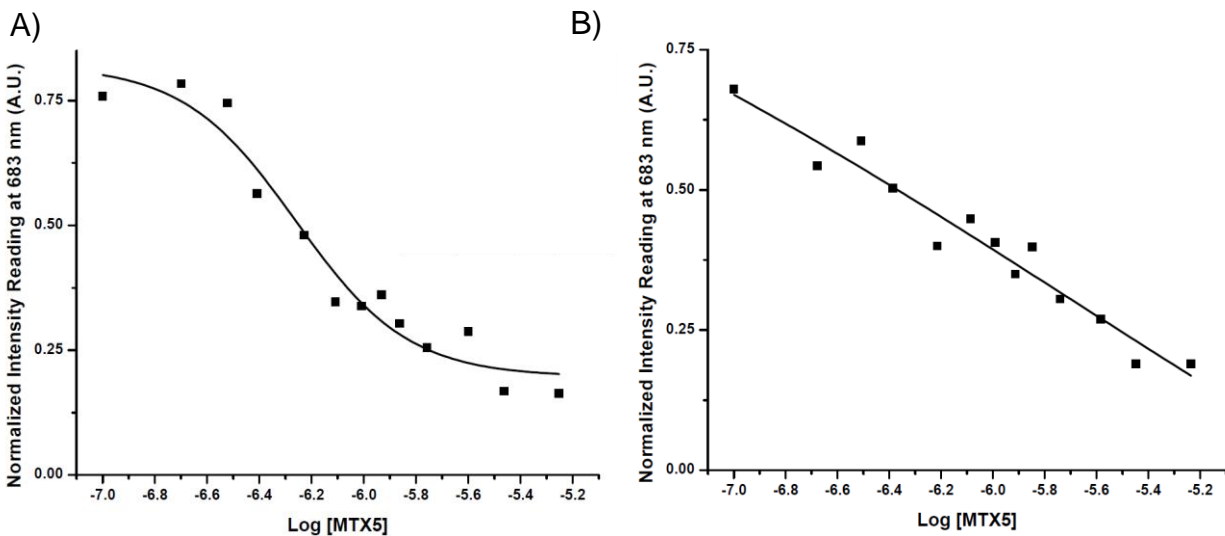 A)
B)
Normalized Intensity Reading at 683 nm (A.U.)
0.75
0.50
0.25
0.00
-7.0 -6.8 -6.6 -6.4 -6.2 -6.0 -5.8 -5.6 -5.4 -5.2
Log [MTX5]
Normalized Intensity Reading at 683 nm (A.U.)
0.75
0.50
0.25
0.00
-7.0 -6.8 -6.6 -6.4 -6.2 -6.0 -5.8 -5.6 -5.4 -5.2
Log [MTX5]